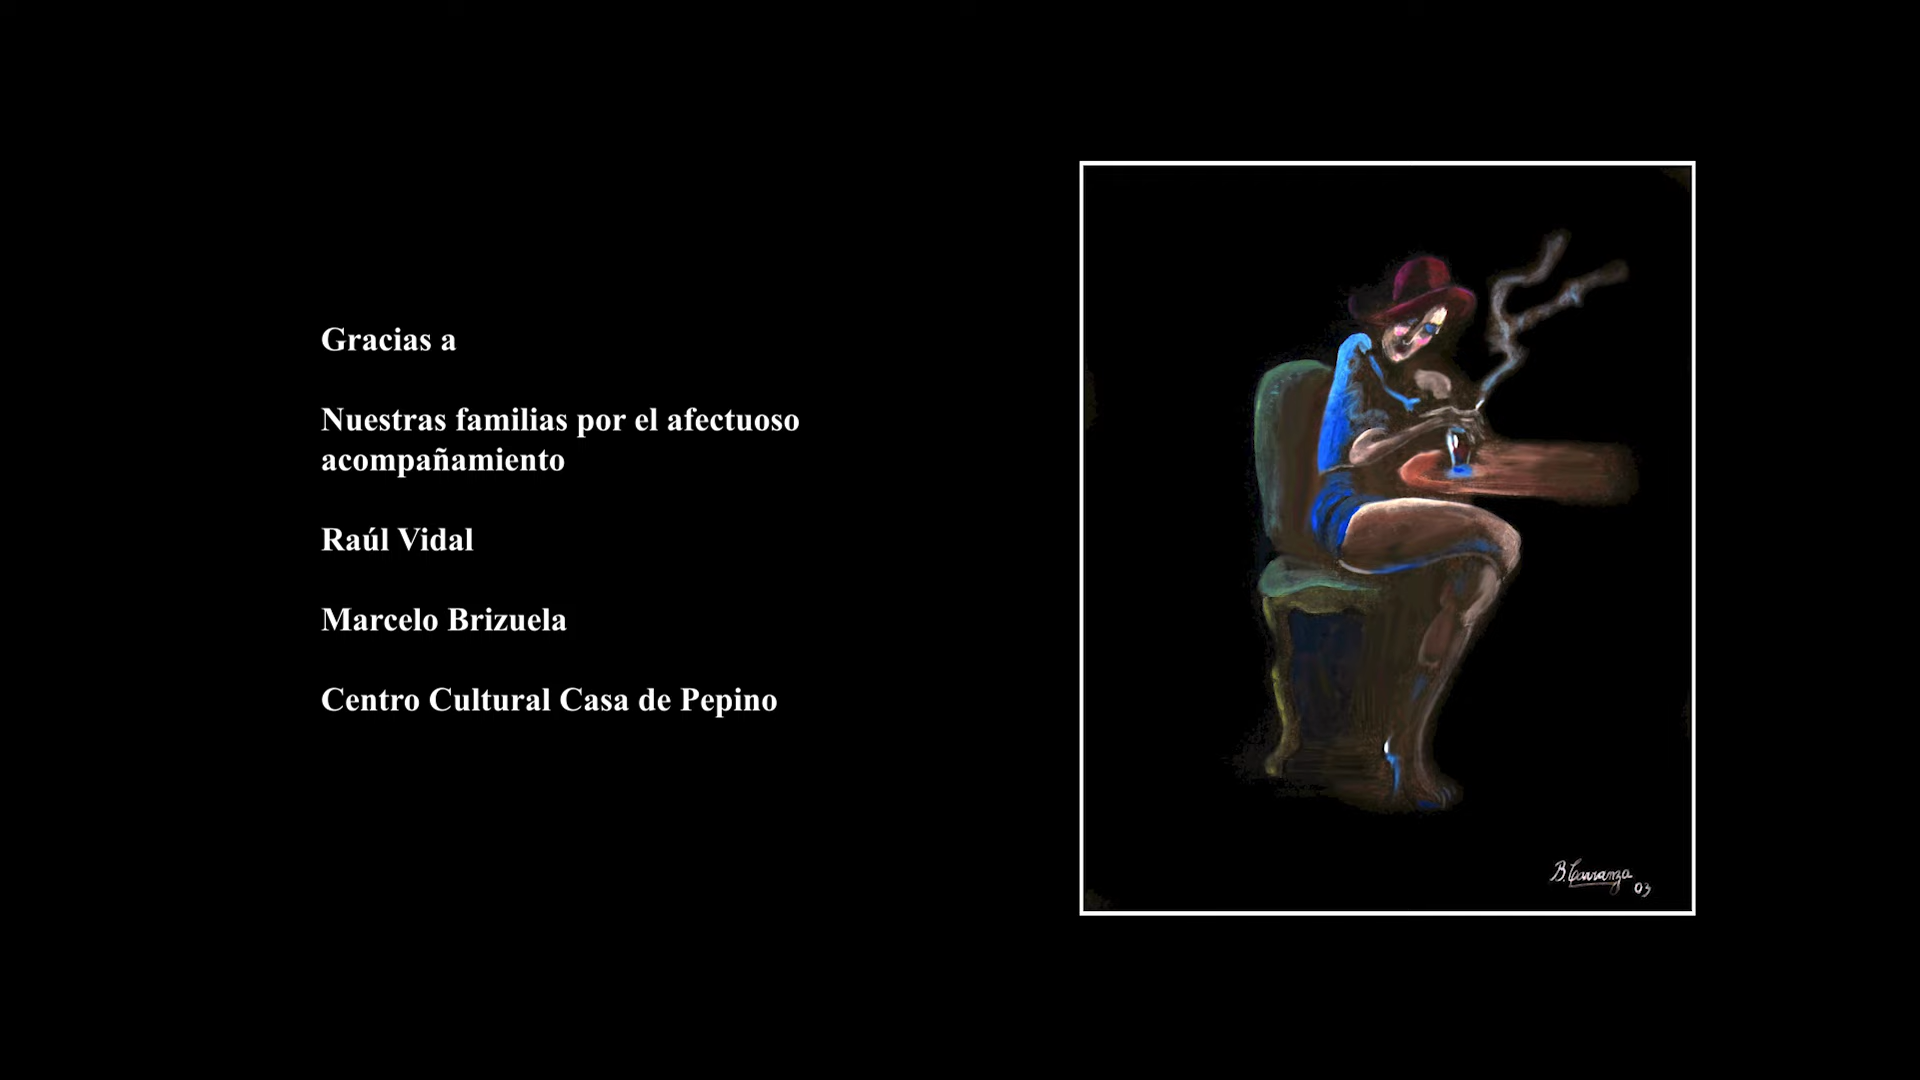 Gracias a
Nuestras familias por el afectuoso
acompañamiento
Raúl Vidal
Marcelo Brizuela
Centro Cultural Casa de Pepino
B. Carranza
03